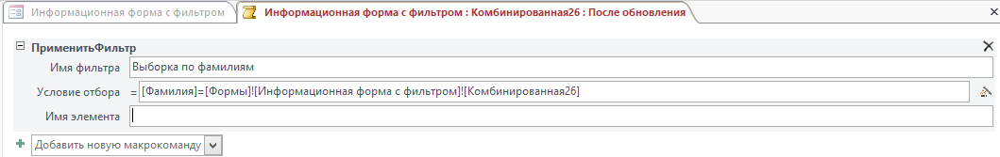 Информационная форма с фильтром
Информационная форма с фильтром : Комбинированная26 : После обновления
ПрименитьФильтр
Имя фильтра Выборка по фамилиям
Условие отбора = [Фамилия]=[Формы]![Информационная форма с фильтром]![Комбинированная26]
Имя элемента
Добавить новую макрокоманду